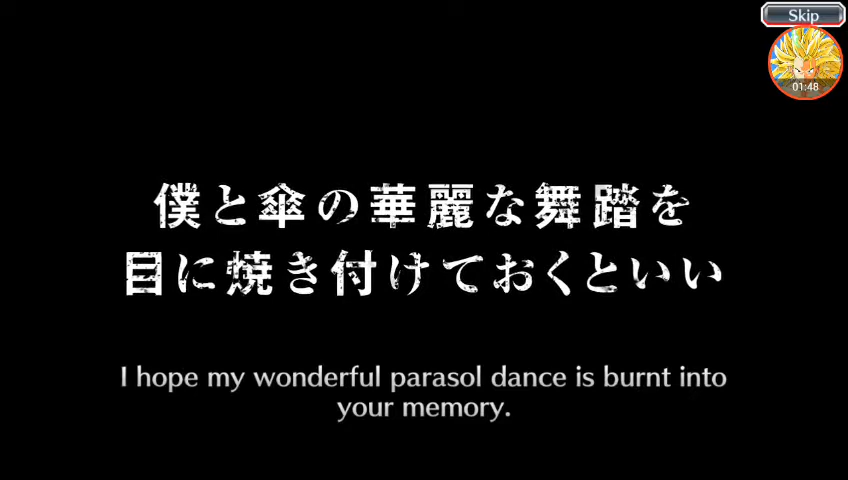 Skip
01:48
僕と傘の華麗な舞踏を
目に焼き付けておくといい
I hope my wonderful parasol dance is burnt into
your memory.